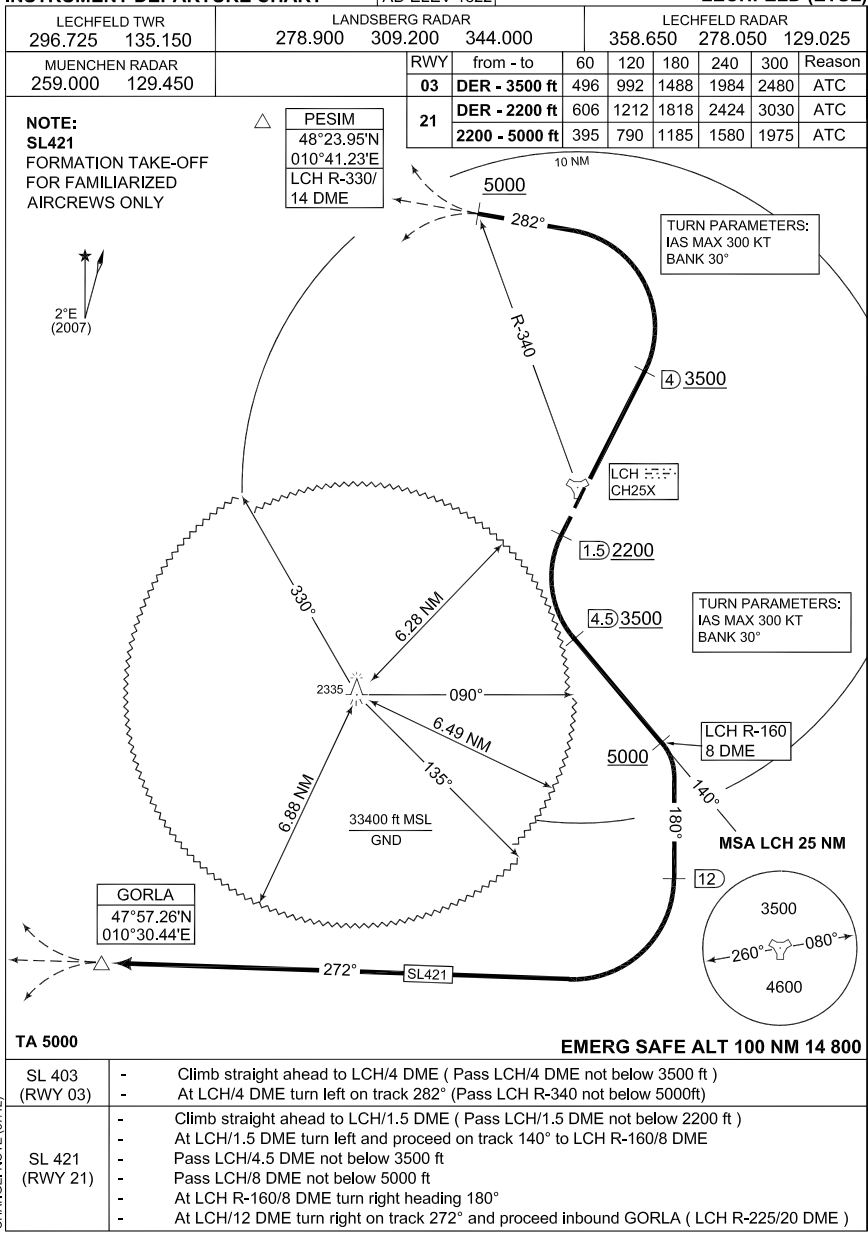 INSTRUMENT DEPARTURE CHART AD ELEV 1822 LECHFELD (ETSL)
LECHFELD TWR
296.725 135.150
LANDSBERG RADAR
278.900 309.200 344.000
LECHFELD RADAR
358.650 278.050 129.025
MUENCHEN RADAR
259.000 129.450
RWY from - to 60 120 180 240 300 Reason
03 DER - 3500 ft 496 992 1488 1984 2480 ATC
21 DER - 2200 ft 606 1212 1818 2424 3030 ATC
2200 - 5000 ft 395 790 1185 1580 1975 ATC
NOTE:
SL421
FORMATION TAKE-OFF
FOR FAMILIARIZED
AIRCREWS ONLY
PESIM
48°23.95'N
010°41.23'E
LCH R-330/
14 DME
10 NM
5000
282°
TURN PARAMETERS:
IAS MAX 300 KT
BANK 30°
2°E
(2007)
R-340
4 3500
LCH
CH25X
1.5 2200
330°
6.28 NM
4.5 3500
TURN PARAMETERS:
IAS MAX 300 KT
BANK 30°
2335
090°
6.49 NM
LCH R-160
8 DME
5000
135°
140°
6.88 NM
33400 ft MSL
GND
180°
MSA LCH 25 NM
12
GORLA
47°57.26'N
010°30.44'E
3500
260° 080°
4600
272° SL421
TA 5000
EMERG SAFE ALT 100 NM 14 800
SL 403
(RWY 03)
- Climb straight ahead to LCH/4 DME ( Pass LCH/4 DME not below 3500 ft )
- At LCH/4 DME turn left on track 282° (Pass LCH R-340 not below 5000ft)
SL 421
(RWY 21)
- Climb straight ahead to LCH/1.5 DME ( Pass LCH/1.5 DME not below 2200 ft )
- At LCH/1.5 DME turn left and proceed on track 140° to LCH R-160/8 DME
- Pass LCH/4.5 DME not below 3500 ft
- Pass LCH/8 DME not below 5000 ft
- At LCH R-160/8 DME turn right heading 180°
- At LCH/12 DME turn right on track 272° and proceed inbound GORLA ( LCH R-225/20 DME )